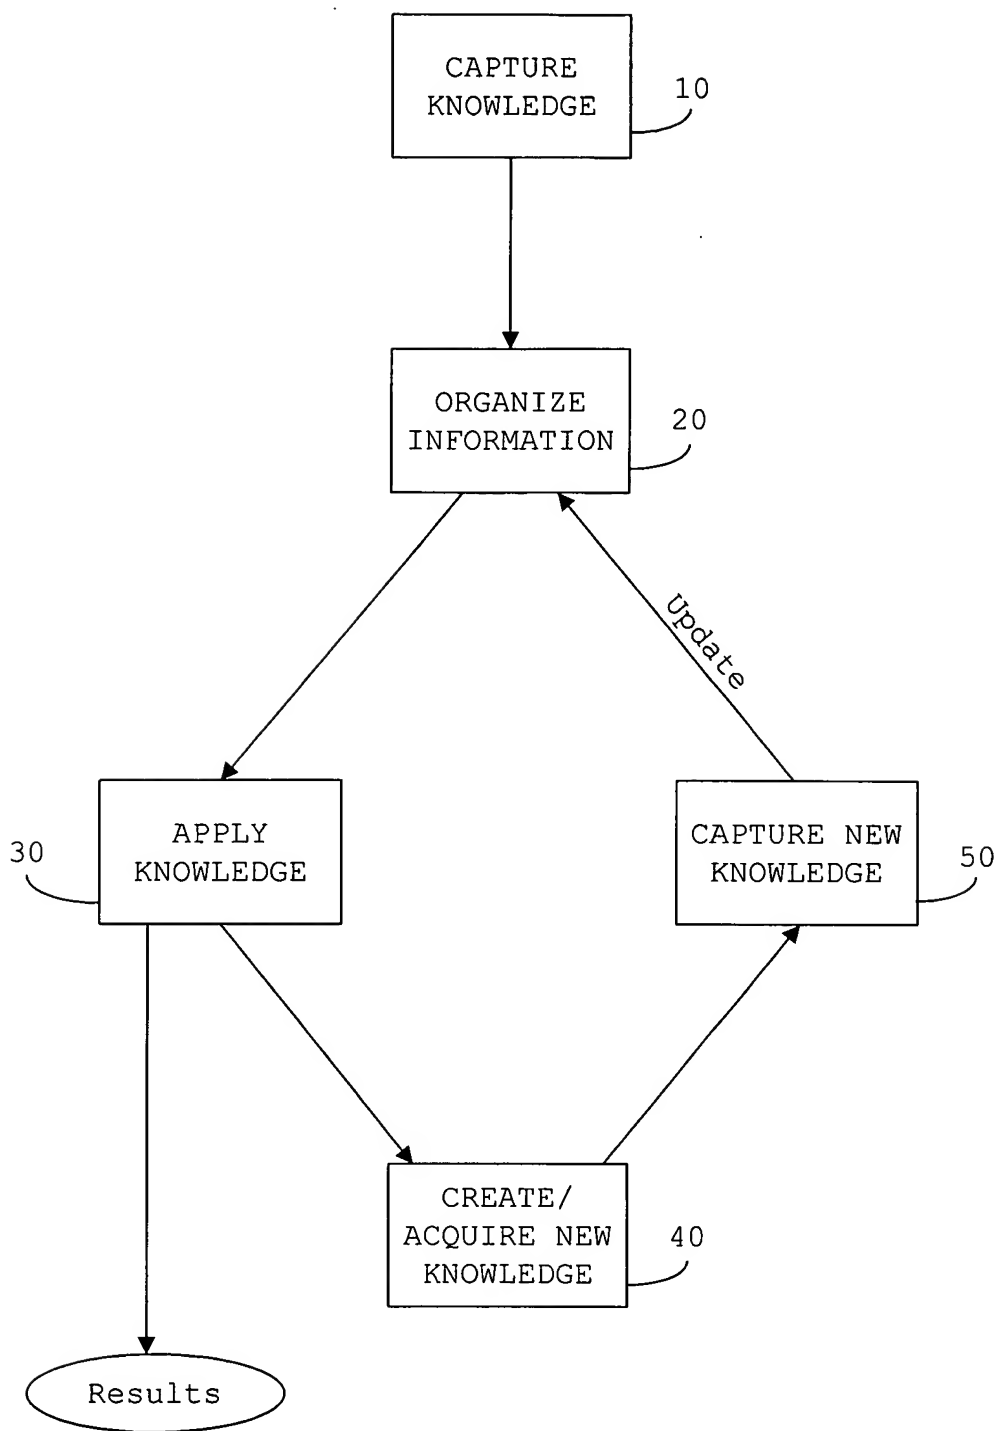 CAPTURE
KNOWLEDGE
10
ORGANIZE
INFORMATION
20
Update
APPLY
KNOWLEDGE
30
CAPTURE NEW
KNOWLEDGE
50
CREATE/
ACQUIRE NEW
KNOWLEDGE
40
Results